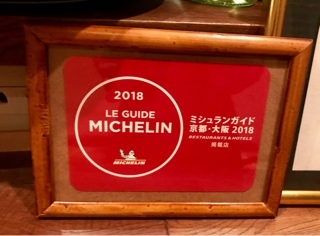 2018
LE GUIDE
MICHELIN
MICHELIN
ミシュランガイド
京都・大阪 2018
RESTAURANTS & HOTELS
掲載店